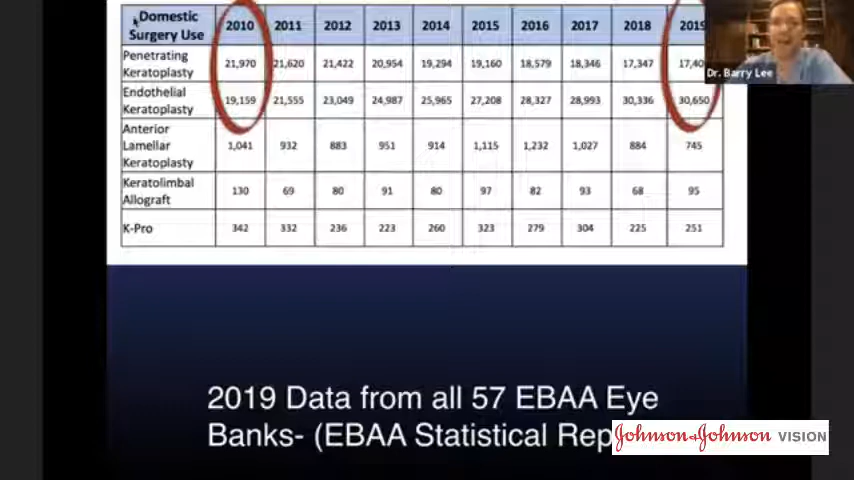 Domestic
Surgery Use 2010 2011 2012 2013 2014 2015 2016 2017 2018 2019
Dr. Barry Lee
Penetrating
Keratoplasty 21,970 21,620 21,422 20,954 19,294 19,160 18,579 18,346 17,347
Endothelial
Keratoplasty 19,159 21,555 23,049 24,987 25,965 27,208 28,327 28,993 30,336 30,650
Anterior
Lamellar
Keratoplasty 1,041 932 883 951 914 1,115 1,232 1,027 884 745
Keratolimbal
Allograft 130 69 80 91 80 97 82 93 68 95
K-Pro 342 332 236 223 260 323 279 304 225 251
2019 Data from all 57 EBAA Eye
Banks- (EBAA Statistical Rep
Johnson & Johnson VISION